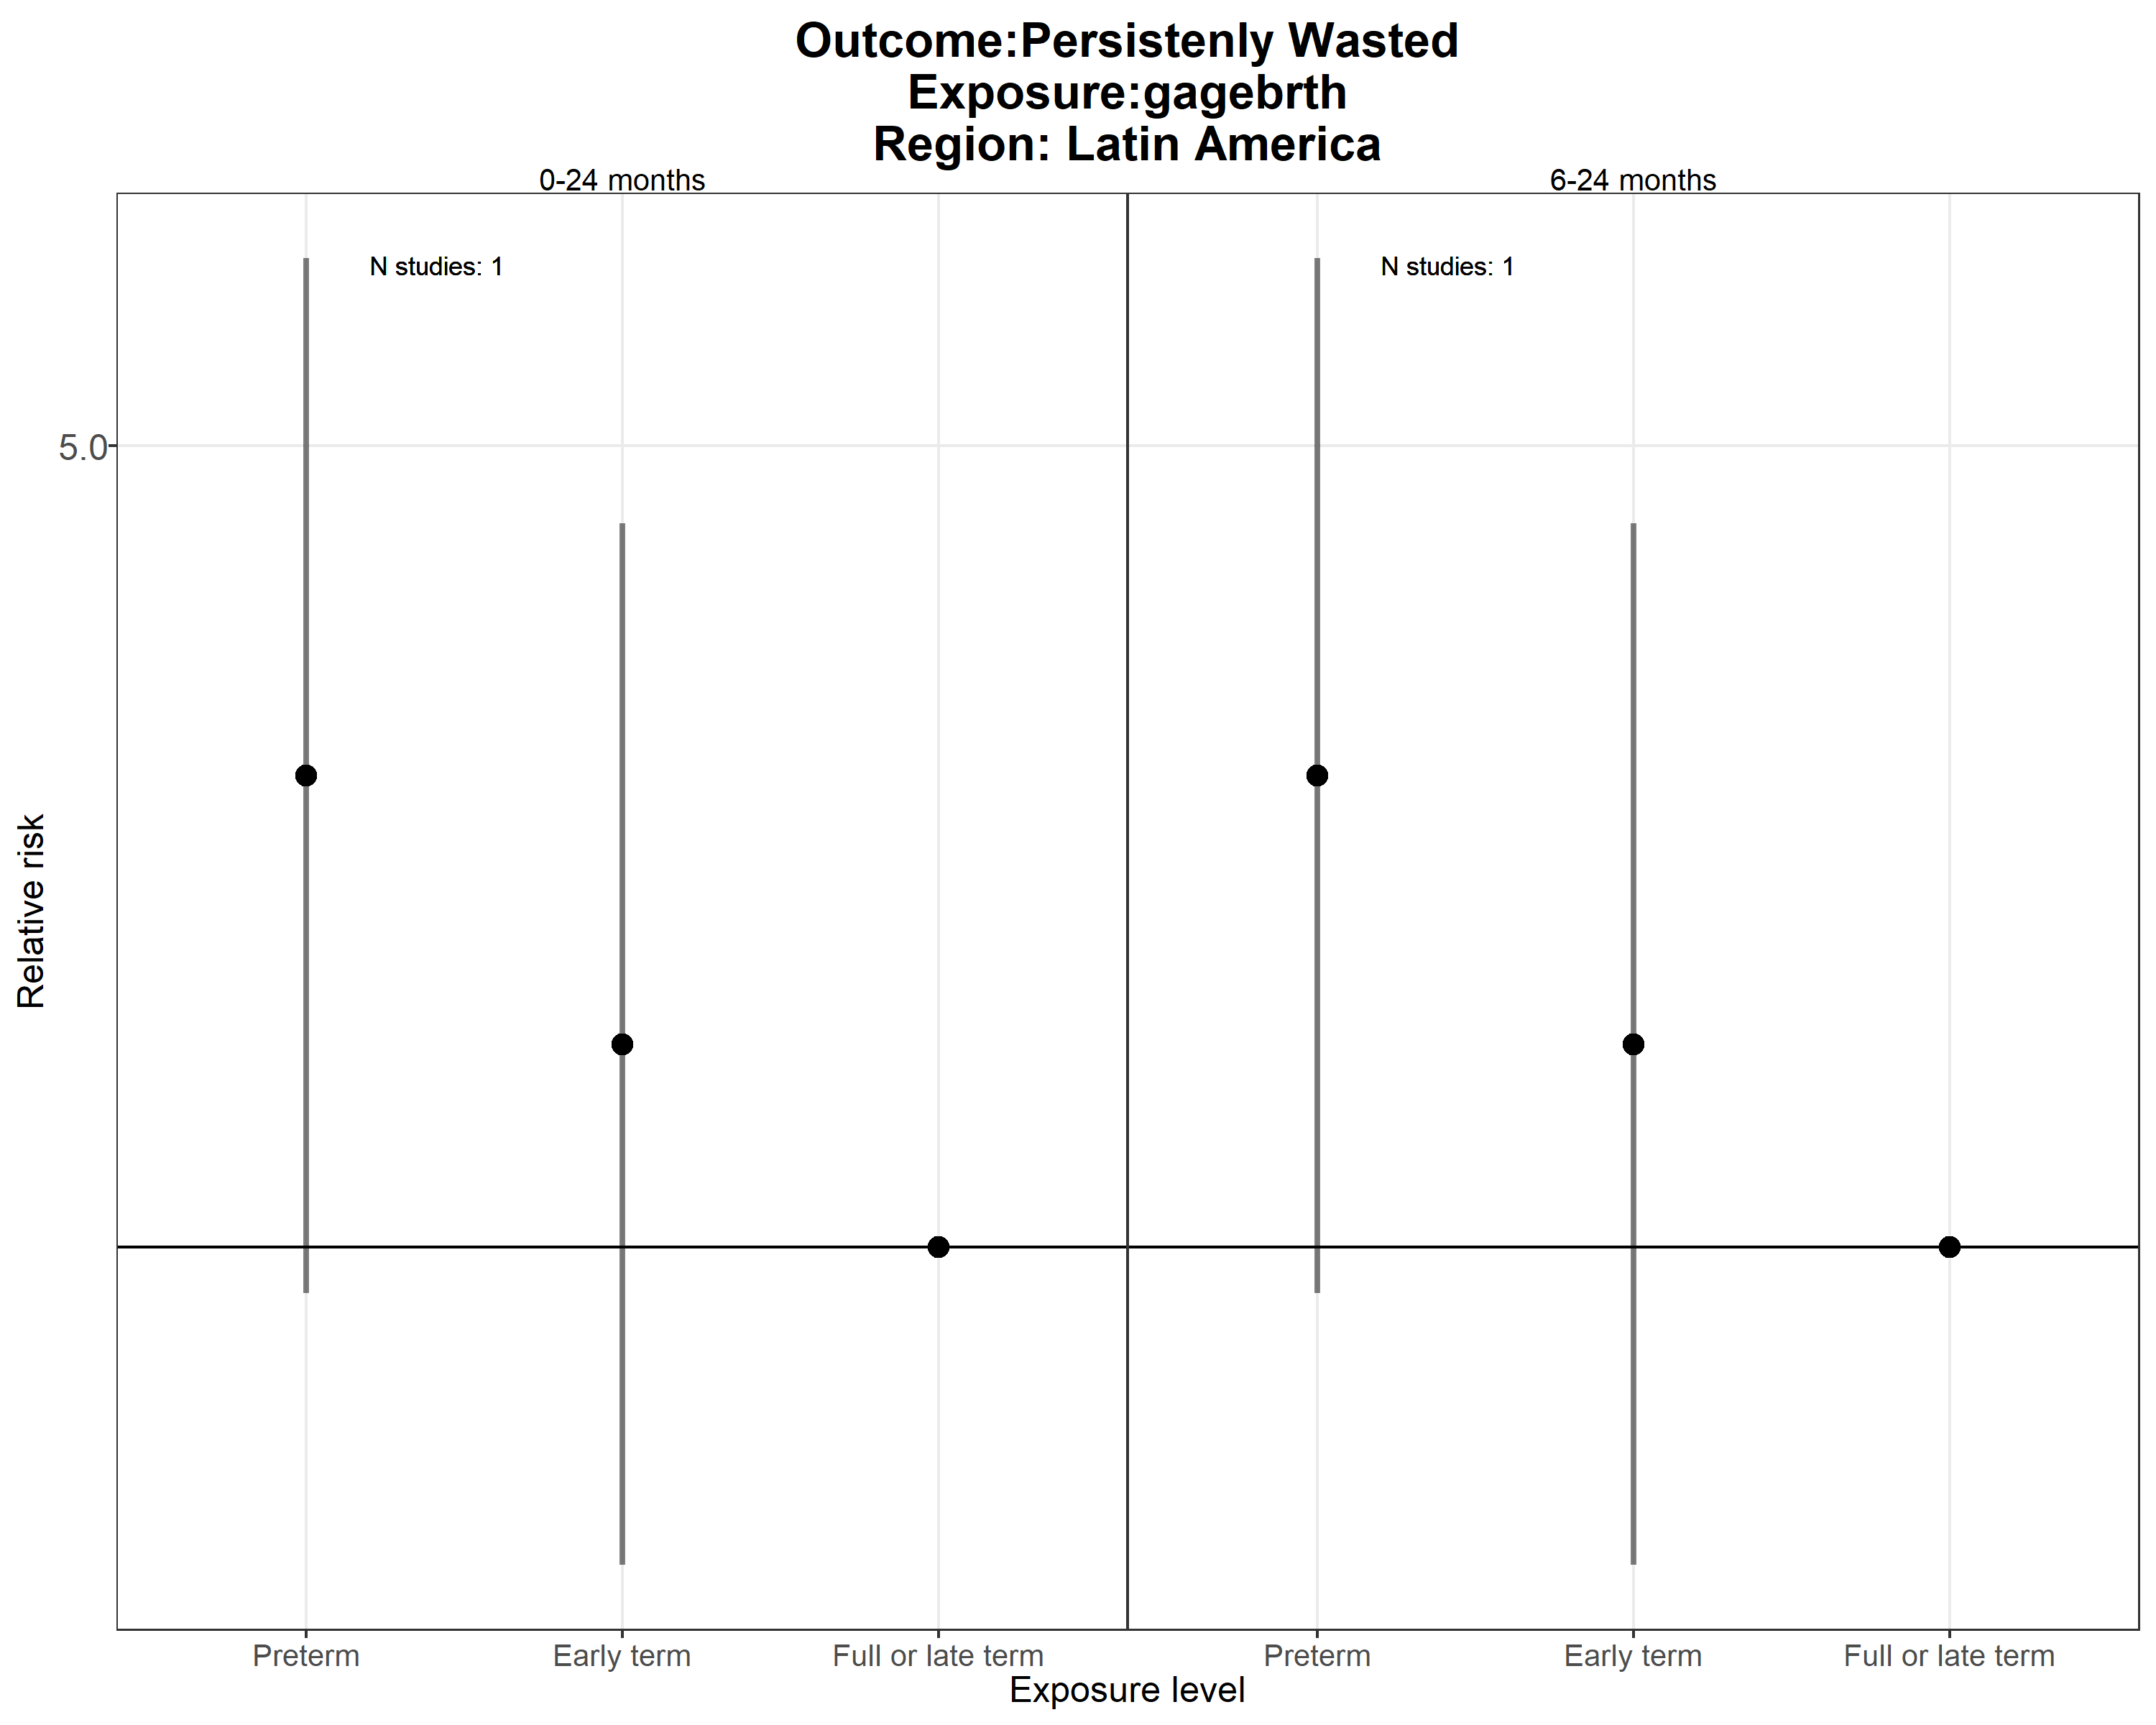 Outcome:Persistenly Wasted
Exposure:gagebrth
Region: Latin America
0-24 months
6-24 months
N studies: 1
N studies: 1
5.0
Relative risk
Preterm
Early term
Full or late term
Preterm
Early term
Full or late term
Exposure level